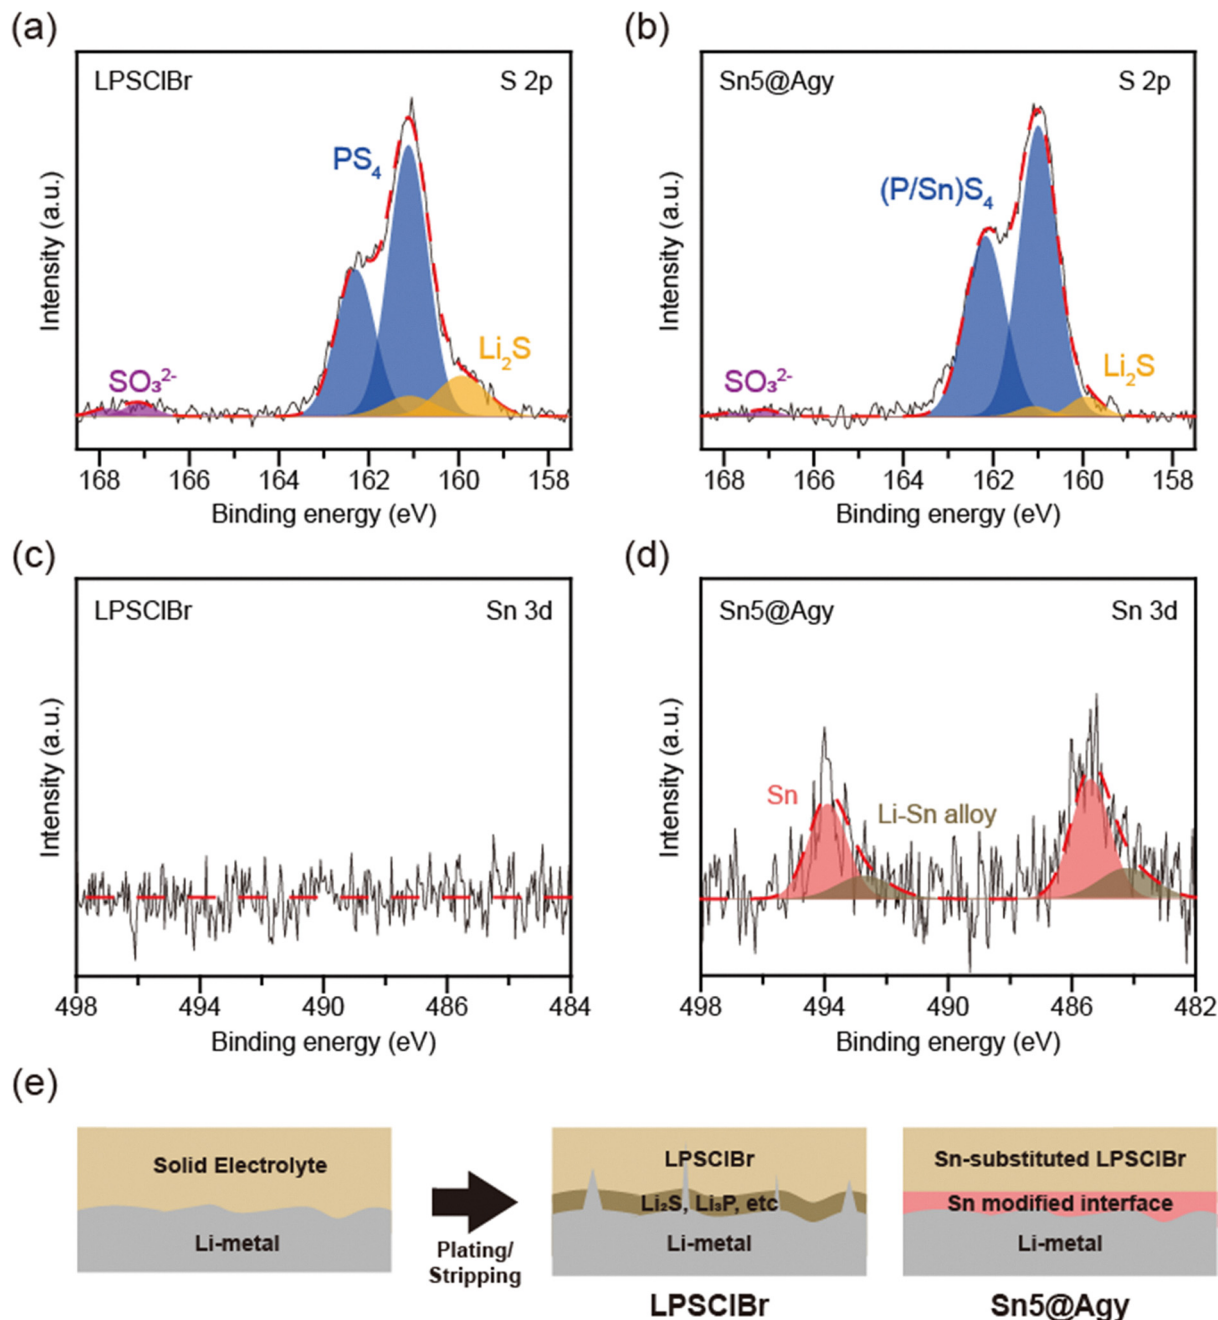 (a)
LPSClBr
S 2p
PS₄
Li₂S
SO₃²⁻
Intensity (a.u.)
168 166 164 162 160 158
Binding energy (eV)
(b)
Sn5@Agy
S 2p
(P/Sn)S₄
Li₂S
SO₃²⁻
Intensity (a.u.)
168 166 164 162 160 158
Binding energy (eV)
(c)
LPSClBr
Sn 3d
Intensity (a.u.)
498 494 490 486 484
Binding energy (eV)
(d)
Sn5@Agy
Sn 3d
Sn
Li-Sn alloy
Intensity (a.u.)
498 494 490 486 482
Binding energy (eV)
(e)
Solid Electrolyte
Li-metal
Plating/
Stripping
LPSClBr
Li₂S, Li₃P, etc
Li-metal
LPSClBr
Sn-substituted LPSClBr
Sn modified interface
Li-metal
Sn5@Agy